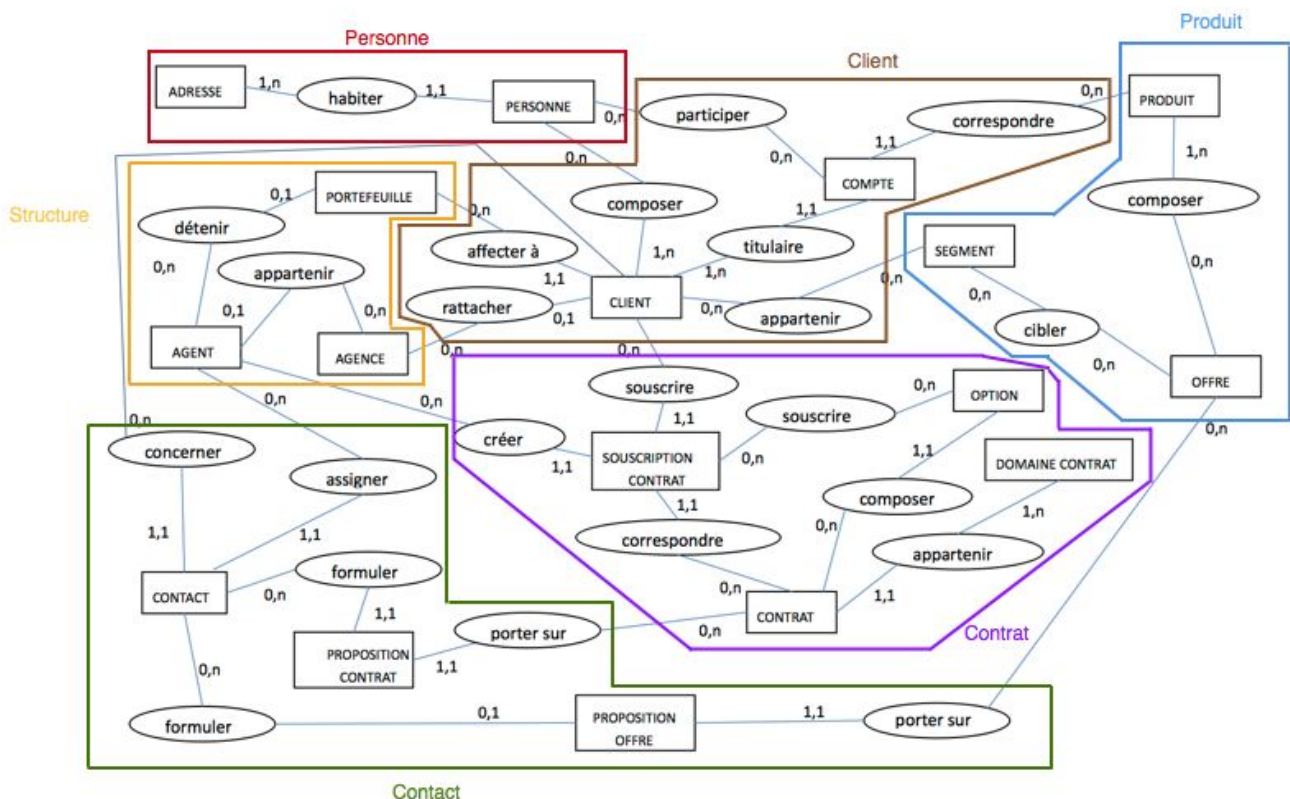 Produit
Personne
Client
ADRESSE
1,n
habiter
1,1
PERSONNE
0,n
participer
correspondre
0,n
PRODUIT
0,n
0,n
1,1
1,n
COMPTE
Structure
PORTEFEUILLE
0,1
détenir
0,n
composer
1,1
composer
affecter à
titulaire
SEGMENT
0,n
appartenir
1,n
1,n
0,n
0,n
1,1
CLIENT
rattacher
0,1
0,n
appartenir
0,n
cibler
0,1
0,n
AGENT
AGENCE
0,n
0,n
0,n
OFFRE
souscrire
0,n
OPTION
0,n
0,n
souscrire
0,n
0,n
créer
1,1
1,1
SOUSCRIPTION
CONTRAT
0,n
1,1
DOMAINE CONTRAT
concerner
assigner
composer
1,1
0,n
1,n
1,1
1,1
correspondre
appartenir
formuler
CONTACT
0,n
0,n
1,1
CONTRAT
1,1
porter sur
0,n
Contrat
PROPOSITION
CONTRAT
1,1
0,n
formuler
0,1
PROPOSITION
OFFRE
1,1
porter sur
Contact